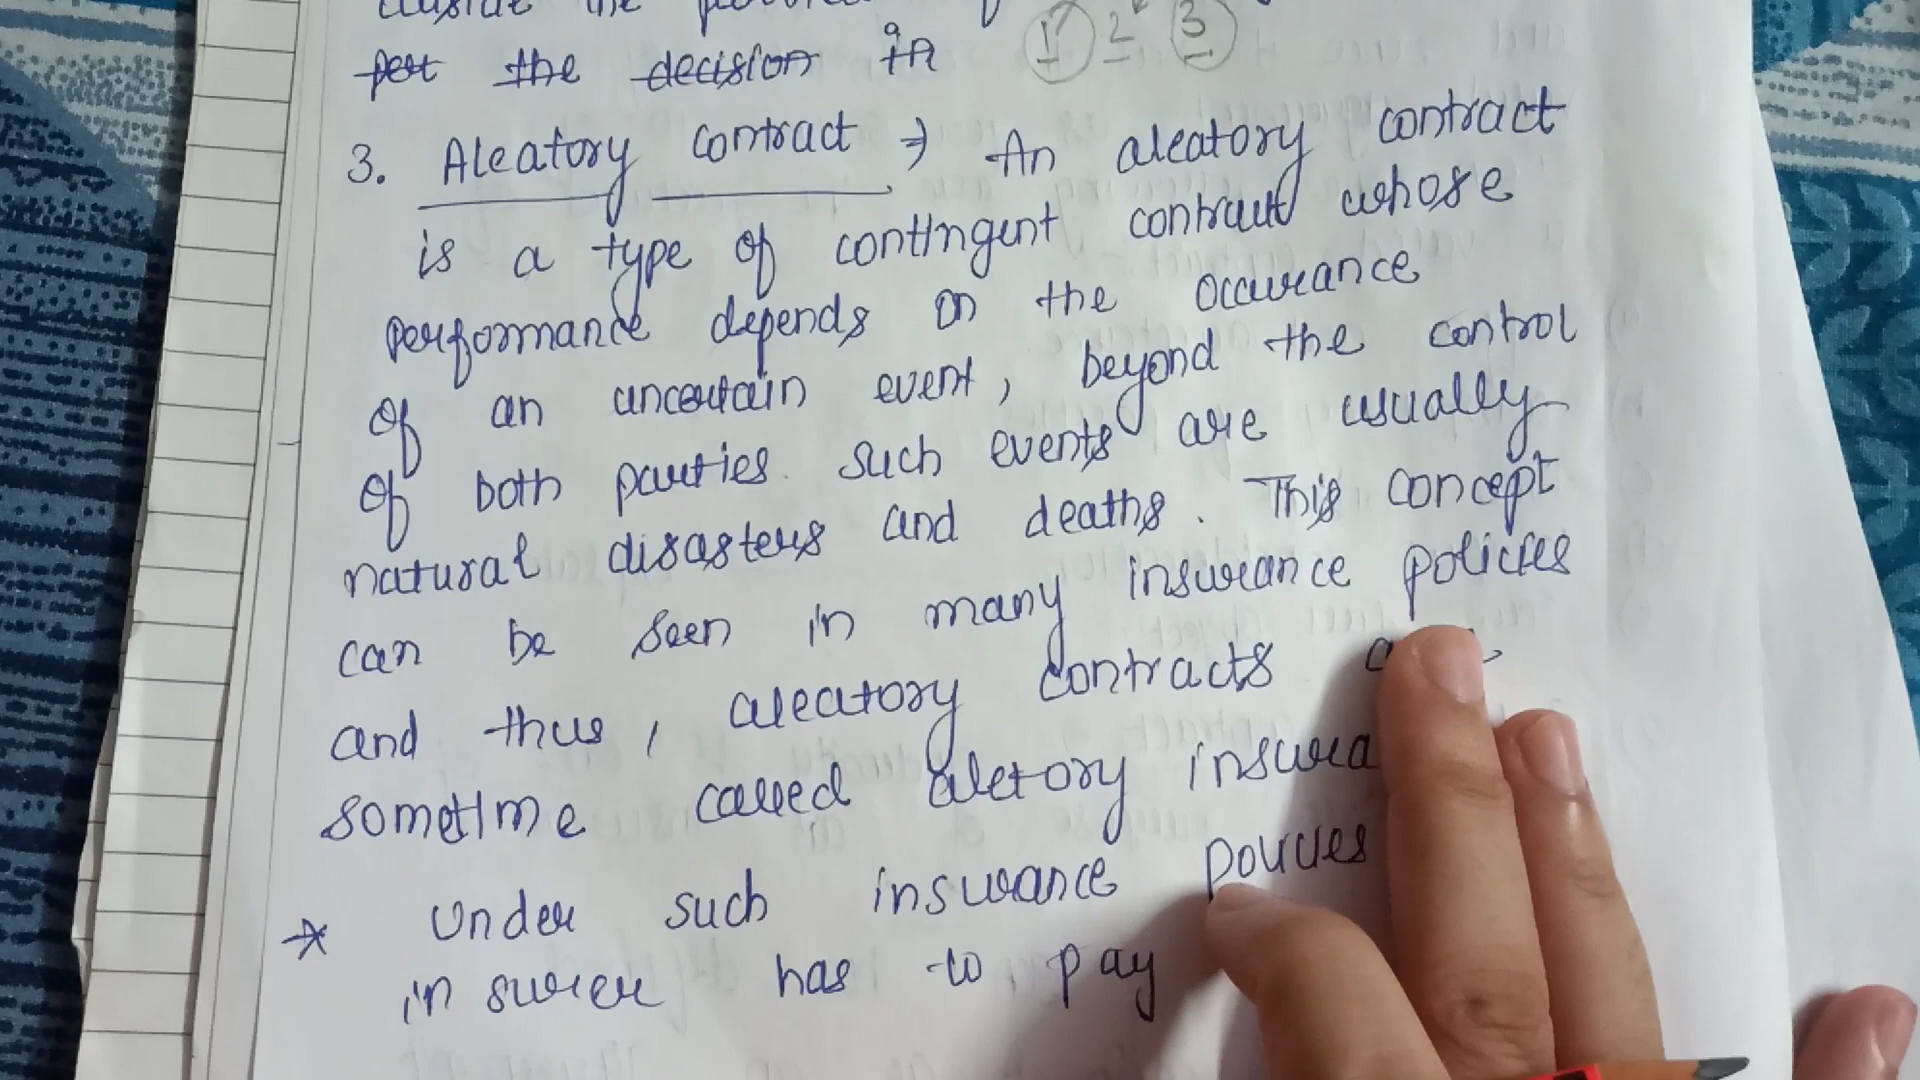 the
per the decision in 1 2 3
3. Aleatory contract ⇒ An aleatory contract
is a type of contingent contract whose
performance depends on the occurance
of an uncertain event, beyond the control
of both parties. such events are usually
natural disasters and deaths. This concept
can be seen in many insurance policies
and thus, aleatory contracts
sometime called aletory insura
* Under such insurance policies
insurer has to pay